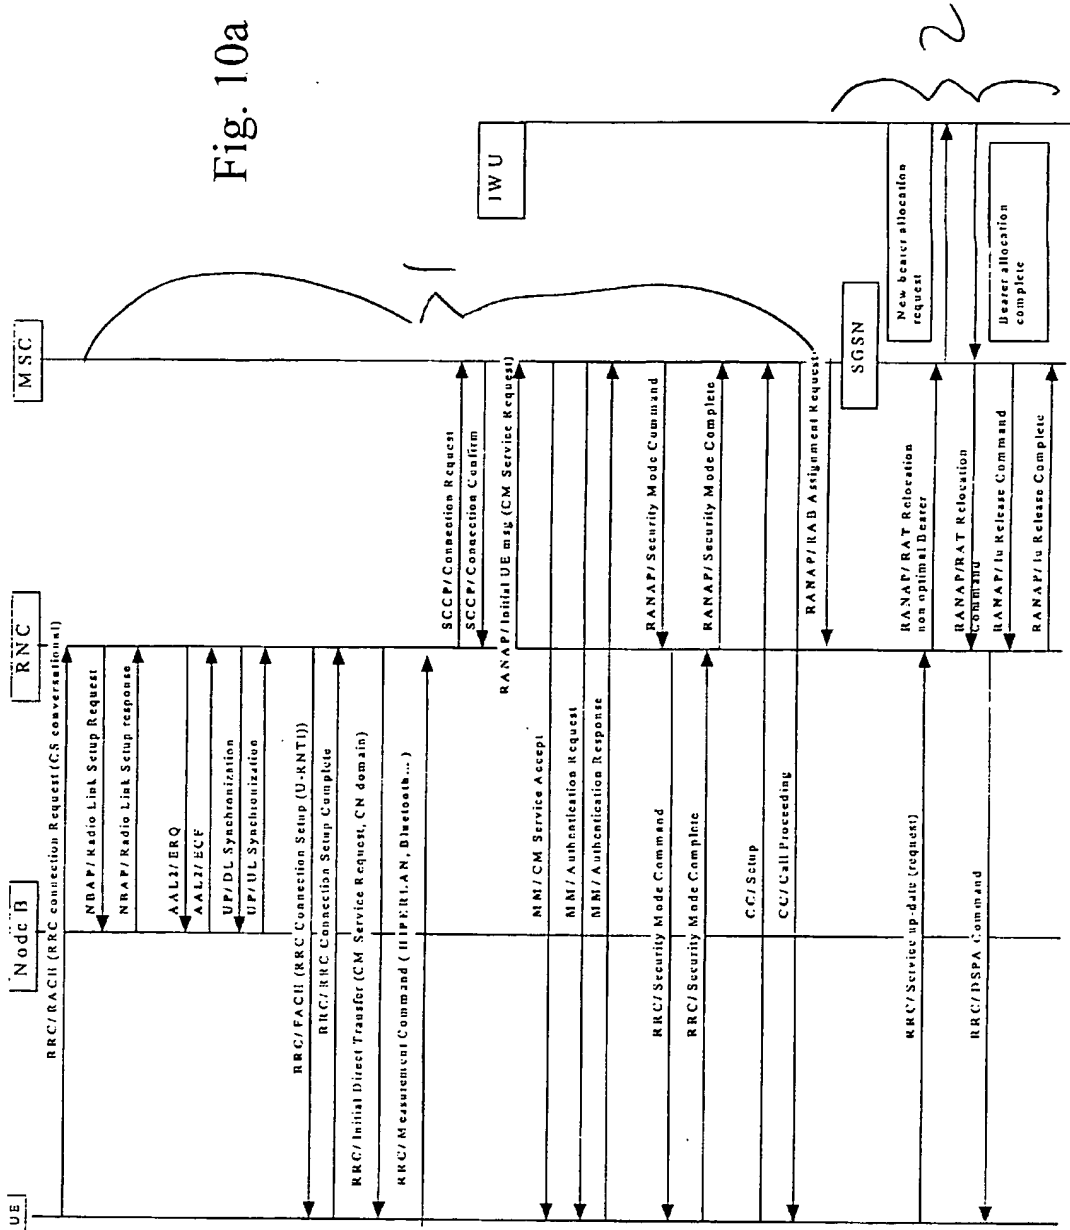 Fig. 10a
UE
Node B
RNC
MSC
RRC/RACH (RRC connection Request (CS conversational)
NBAP/Radio Link Setup Request
NBAP/Radio Link Setup response
AAL2/ERQ
AAL2/ECF
UP/DL Synchronization
UP/UL Synchronization
RRC/FACH (RRC Connection Setup (U-RNTI))
RRC/RRC Connection Setup Complete
RRC/Initial Direct Transfer (CM Service Request, CN domain)
RRC/Measurement Command (HIPERLAN, Bluetooth...)
1
SCCP/Connection Request
SCCP/Connection Confirm
RANAP/Initial UE msg (CM Service Request)
IWU
MM/CM Service Accept
MM/Authentication Request
MM/Authentication Response
RANAP/Security Mode Command
RRC/Security Mode Command
RRC/Security Mode Complete
RANAP/Security Mode Complete
CC/Setup
CC/Call Proceeding
RANAP/RAB Assignment Request
SGSN
2
RRC/Service up-date (request)
RANAP/RAT Relocation
non optimal Bearer
New bearer allocation
request
RANAP/RAT Relocation
Command
RRC/DSPA Command
RANAP/Iu Release Command
Bearer allocation
complete
RANAP/Iu Release Complete